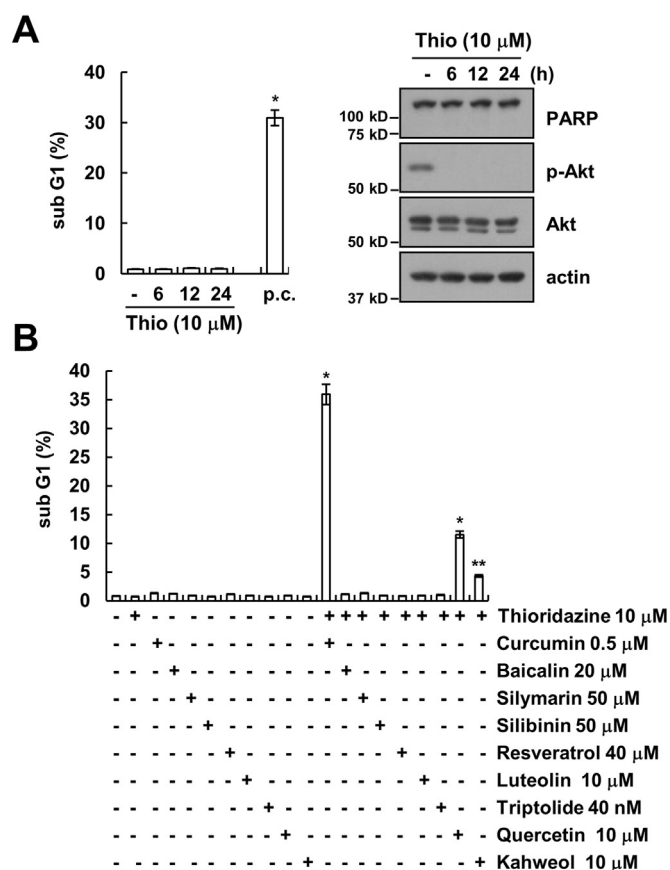 A
Thio (10 μM)
- 6 12 24 (h)
40
30
20
10
0
sub G1 (%)
*
- 6 12 24 p.c.
Thio (10 μM)
100 kD
75 kD
PARP
50 kD
p-Akt
50 kD
Akt
37 kD
actin
B
40
35
30
25
20
15
10
5
0
sub G1 (%)
*
*
**
- + - - - - - - - - + + + + + + + + + Thioridazine 10 μM
- - + - - - - - - - + - - - - - - - - Curcumin 0.5 μM
- - - + - - - - - - - + - - - - - - - Baicalin 20 μM
- - - - + - - - - - - - + - - - - - - Silymarin 50 μM
- - - - - + - - - - - - - + - - - - - Silibinin 50 μM
- - - - - - + - - - - - - - + - - - - Resveratrol 40 μM
- - - - - - - + - - - - - - - + - - - Luteolin 10 μM
- - - - - - - - + - - - - - - - + - - Triptolide 40 nM
- - - - - - - - - + - - - - - - - + - Quercetin 10 μM
- - - - - - - - - - + - - - - - - - - + Kahweol 10 μM